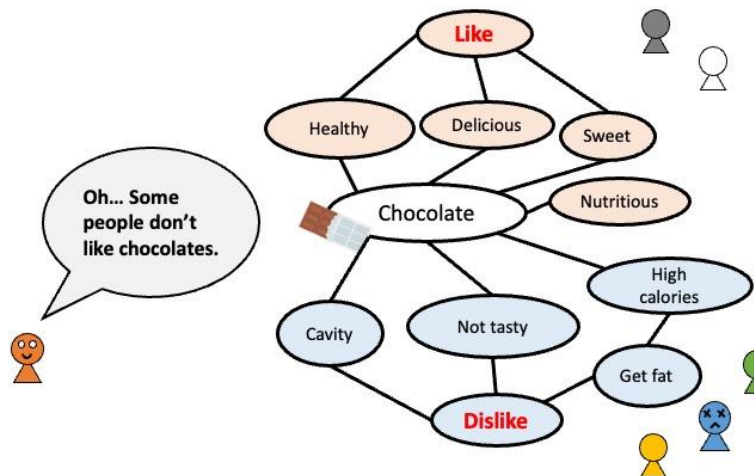 Like
Healthy
Delicious
Sweet
Oh... Some
people don't
like chocolates.
Chocolate
Nutritious
High
calories
Cavity
Not tasty
Get fat
Dislike